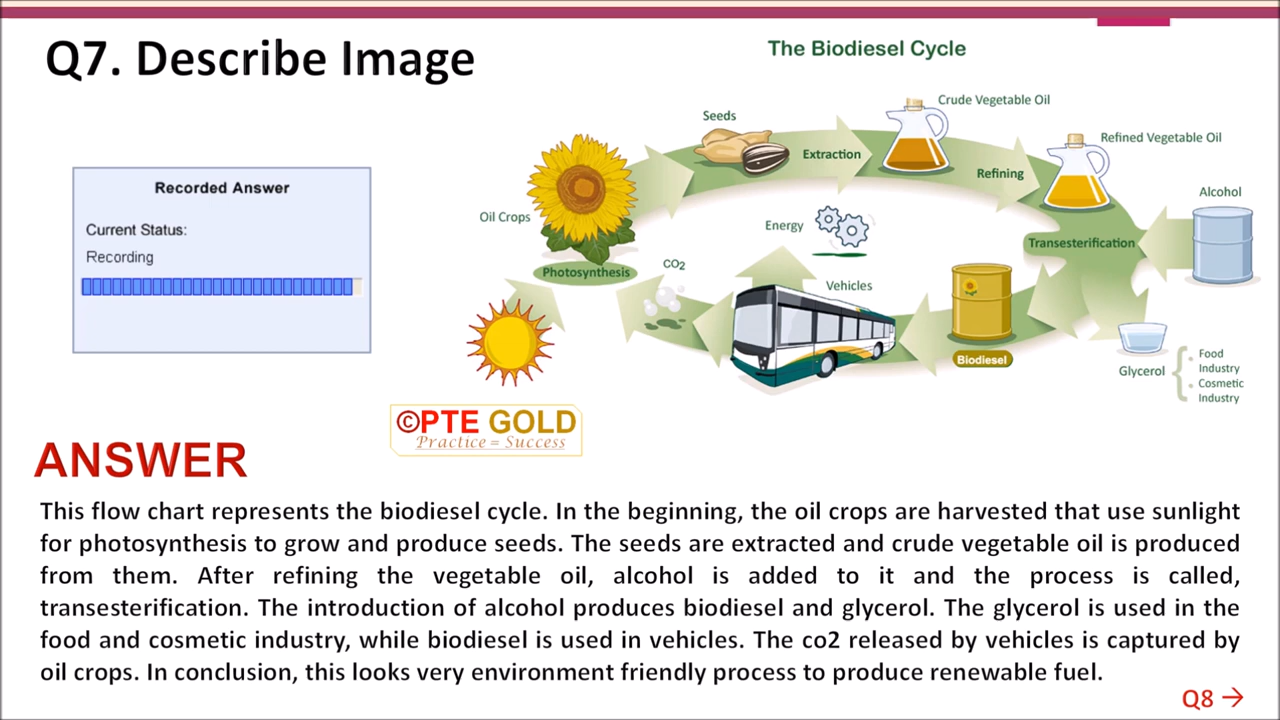 Q7. Describe Image
The Biodiesel Cycle
Recorded Answer
Current Status:
Recording
Seeds
Extraction
Crude Vegetable Oil
Refining
Refined Vegetable Oil
Alcohol
Transesterification
Oil Crops
Photosynthesis
CO2
Energy
Vehicles
Biodiesel
Glycerol
Food
Industry
Cosmetic
Industry
©PTE GOLD
Practice = Success
ANSWER
This flow chart represents the biodiesel cycle. In the beginning, the oil crops are harvested that use sunlight
for photosynthesis to grow and produce seeds. The seeds are extracted and crude vegetable oil is produced
from them. After refining the vegetable oil, alcohol is added to it and the process is called,
transesterification. The introduction of alcohol produces biodiesel and glycerol. The glycerol is used in the
food and cosmetic industry, while biodiesel is used in vehicles. The co2 released by vehicles is captured by
oil crops. In conclusion, this looks very environment friendly process to produce renewable fuel.
Q8 →